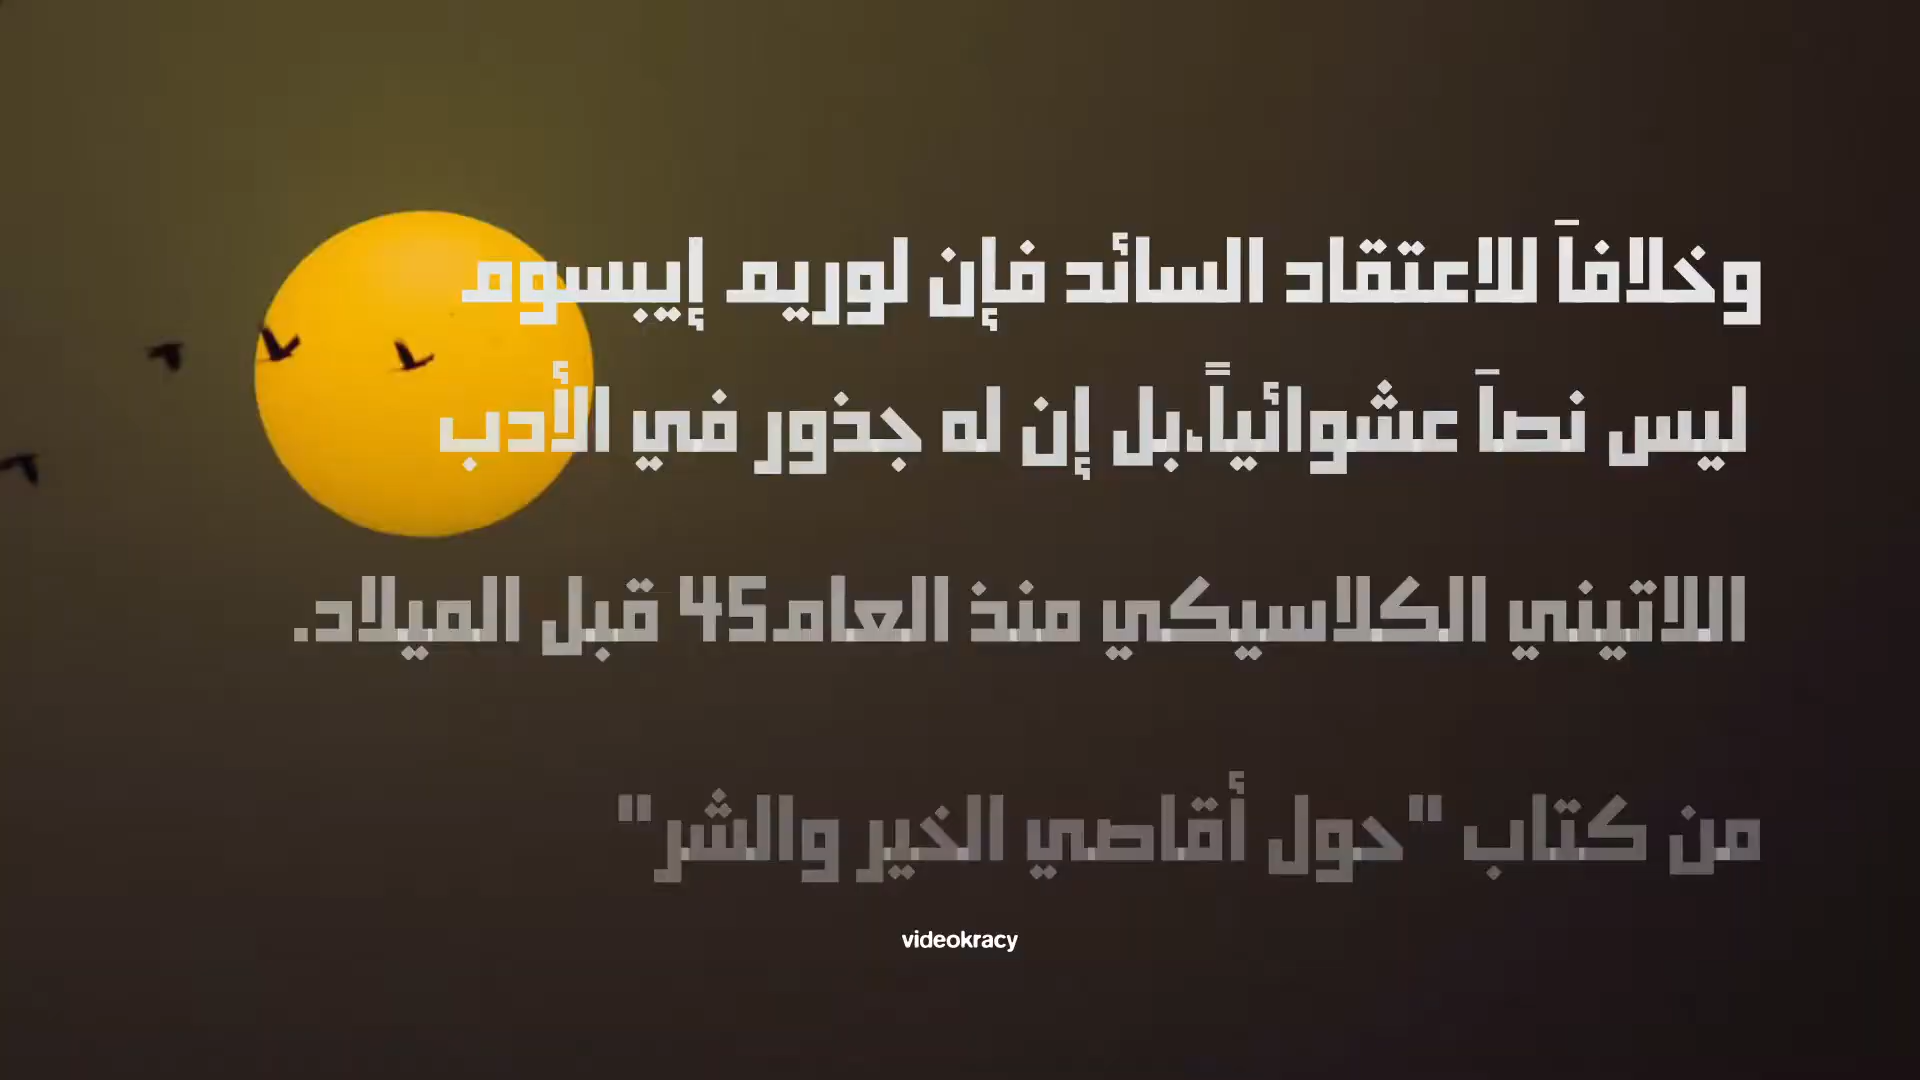 وخلافاَ للاعتقاد السائد فإن لوريم إيبسوم
ليس نصاَ عشوائياً،بل إن له جذور في الأدب
اللاتيني الكلاسيكي منذ العام45 قبل الميلاد.
من كتاب "حول أقاصي الخير والشر"
videokracy